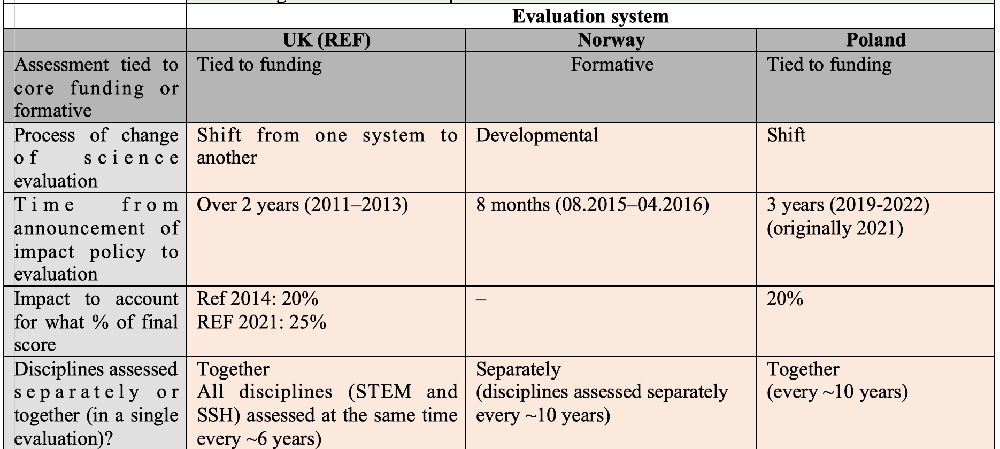 Evaluation system
UK (REF)
Norway
Poland
Assessment tied to
core funding or
formative
Tied to funding
Formative
Tied to funding
Process of change
of science
evaluation
Shift from one system to
another
Developmental
Shift
Time from
announcement of
impact policy to
evaluation
Over 2 years (2011–2013)
8 months (08.2015–04.2016)
3 years (2019-2022)
(originally 2021)
Impact to account
for what % of final
score
Ref 2014: 20%
REF 2021: 25%
–
20%
Disciplines assessed
separately or
together (in a single
evaluation)?
Together
All disciplines (STEM and
SSH) assessed at the same time
every ~6 years)
Separately
(disciplines assessed separately
every ~10 years)
Together
(every ~10 years)